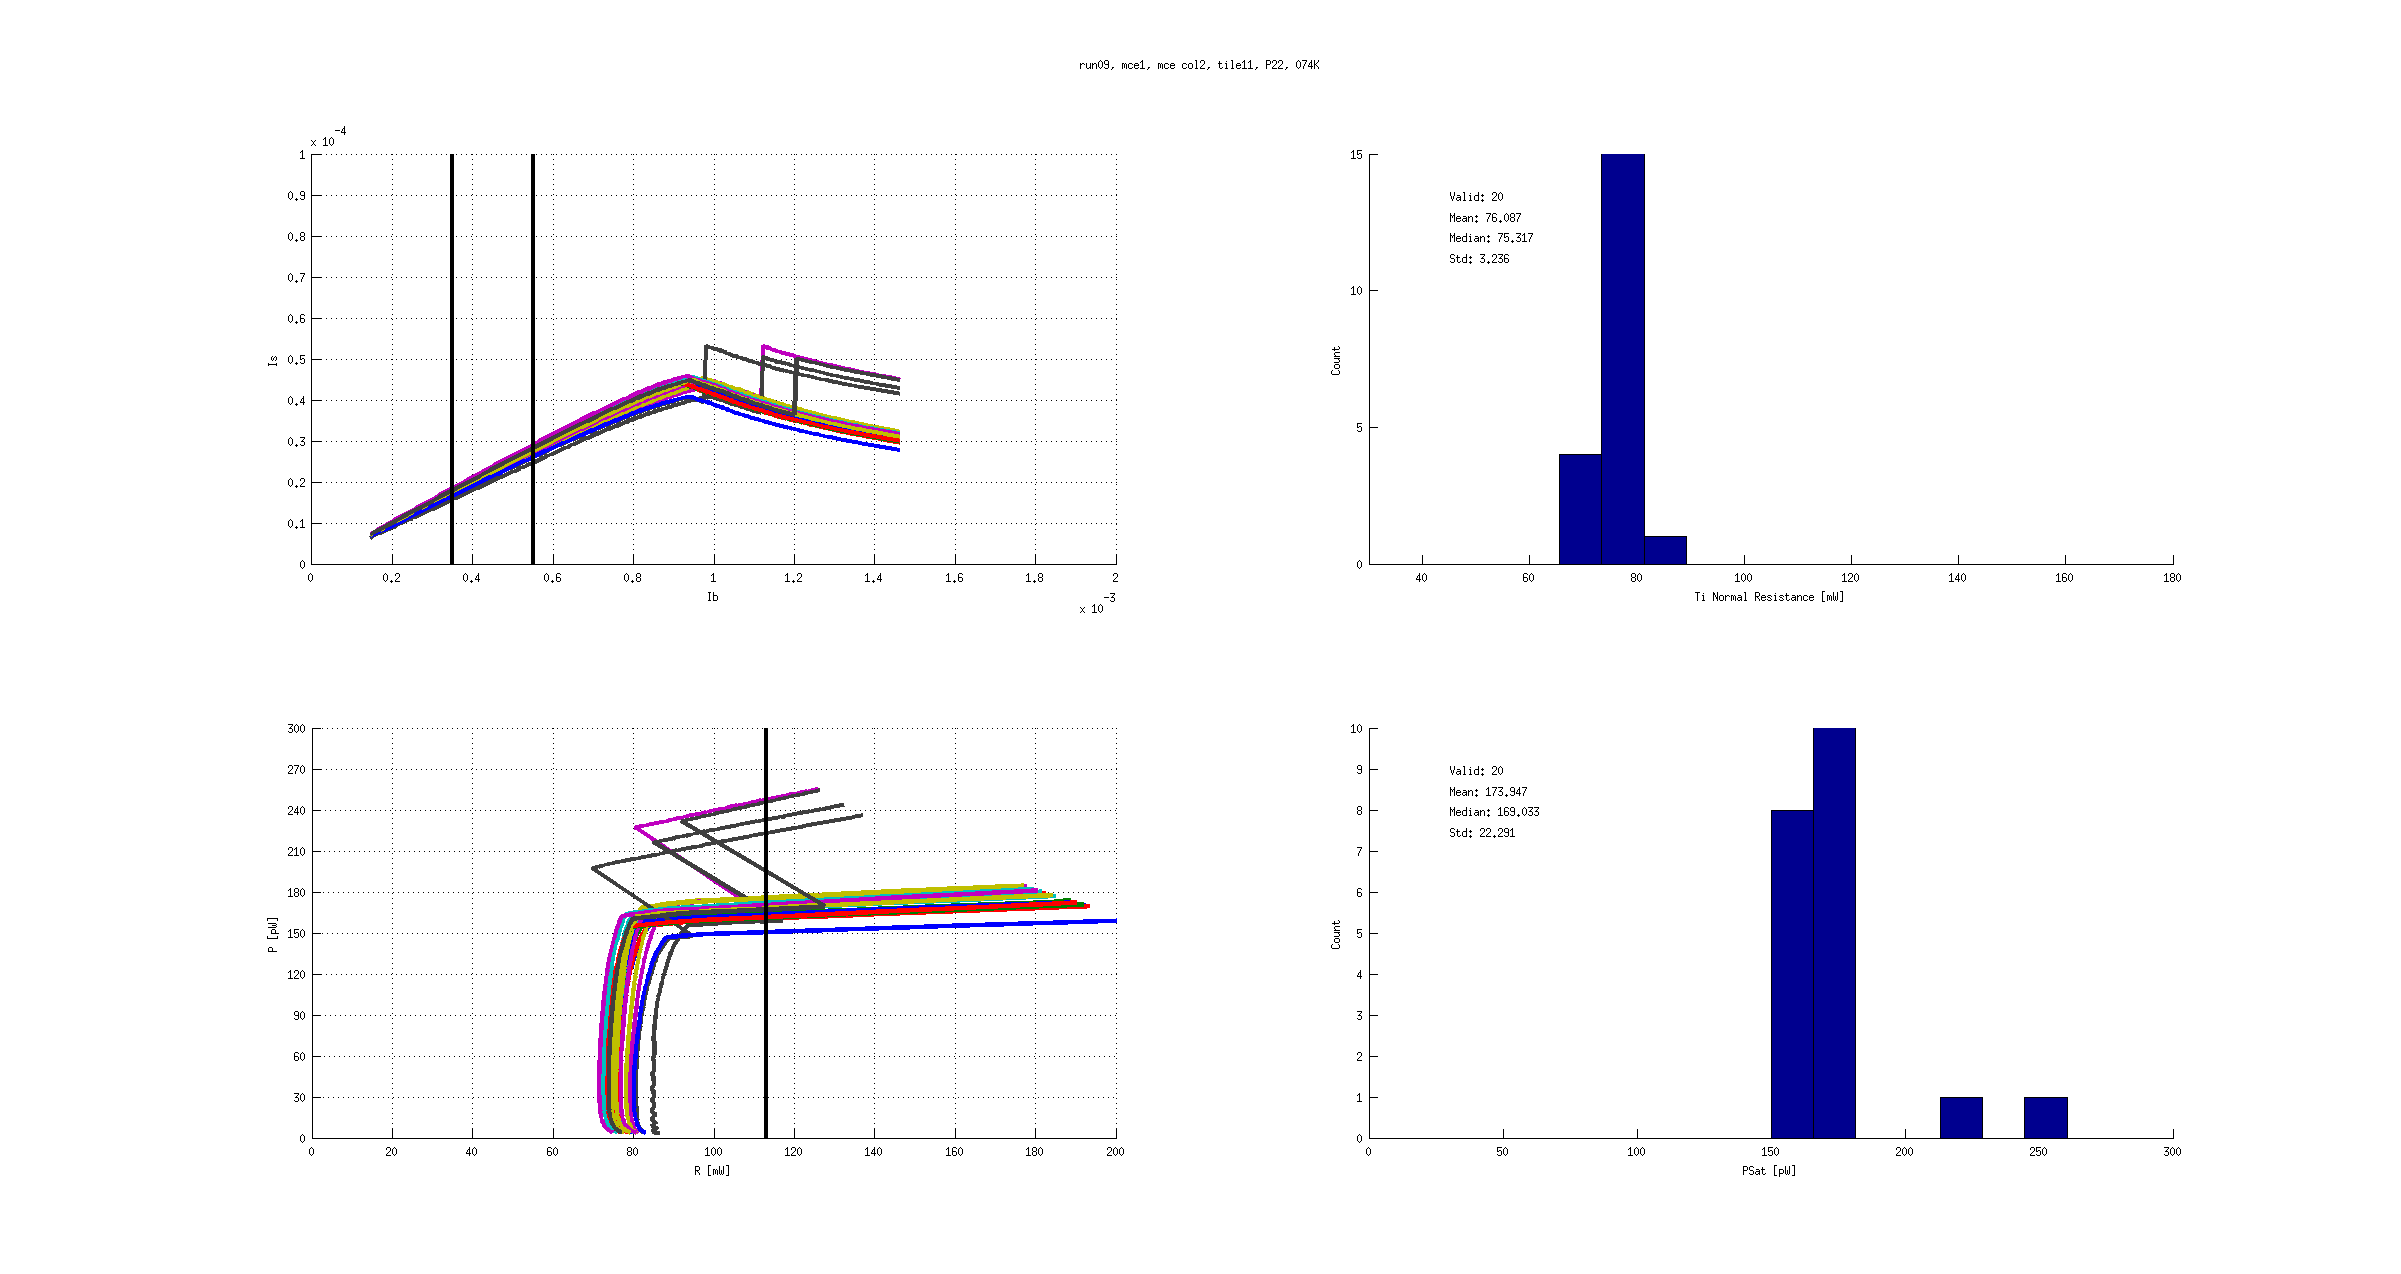 run09, mce1, mce col2, tile11, P22, 074K
x 10 -4
1
0.9
0.8
0.7
0.6
0.5
0.4
0.3
0.2
0.1
0
Is
0 0.2 0.4 0.6 0.8 1 1.2 1.4 1.6 1.8 2
Ib
x 10 -3
15
10
5
0
Count
Valid: 20
Mean: 76.087
Median: 75.317
Std: 3.236
40 60 80 100 120 140 160 180
Ti Normal Resistance [mW]
300
270
240
210
180
150
120
90
60
30
0
P [pW]
0 20 40 60 80 100 120 140 160 180 200
R [mW]
10
9
8
7
6
5
4
3
2
1
0
Count
Valid: 20
Mean: 173.947
Median: 169.033
Std: 22.291
0 50 100 150 200 250 300
PSat [pW]